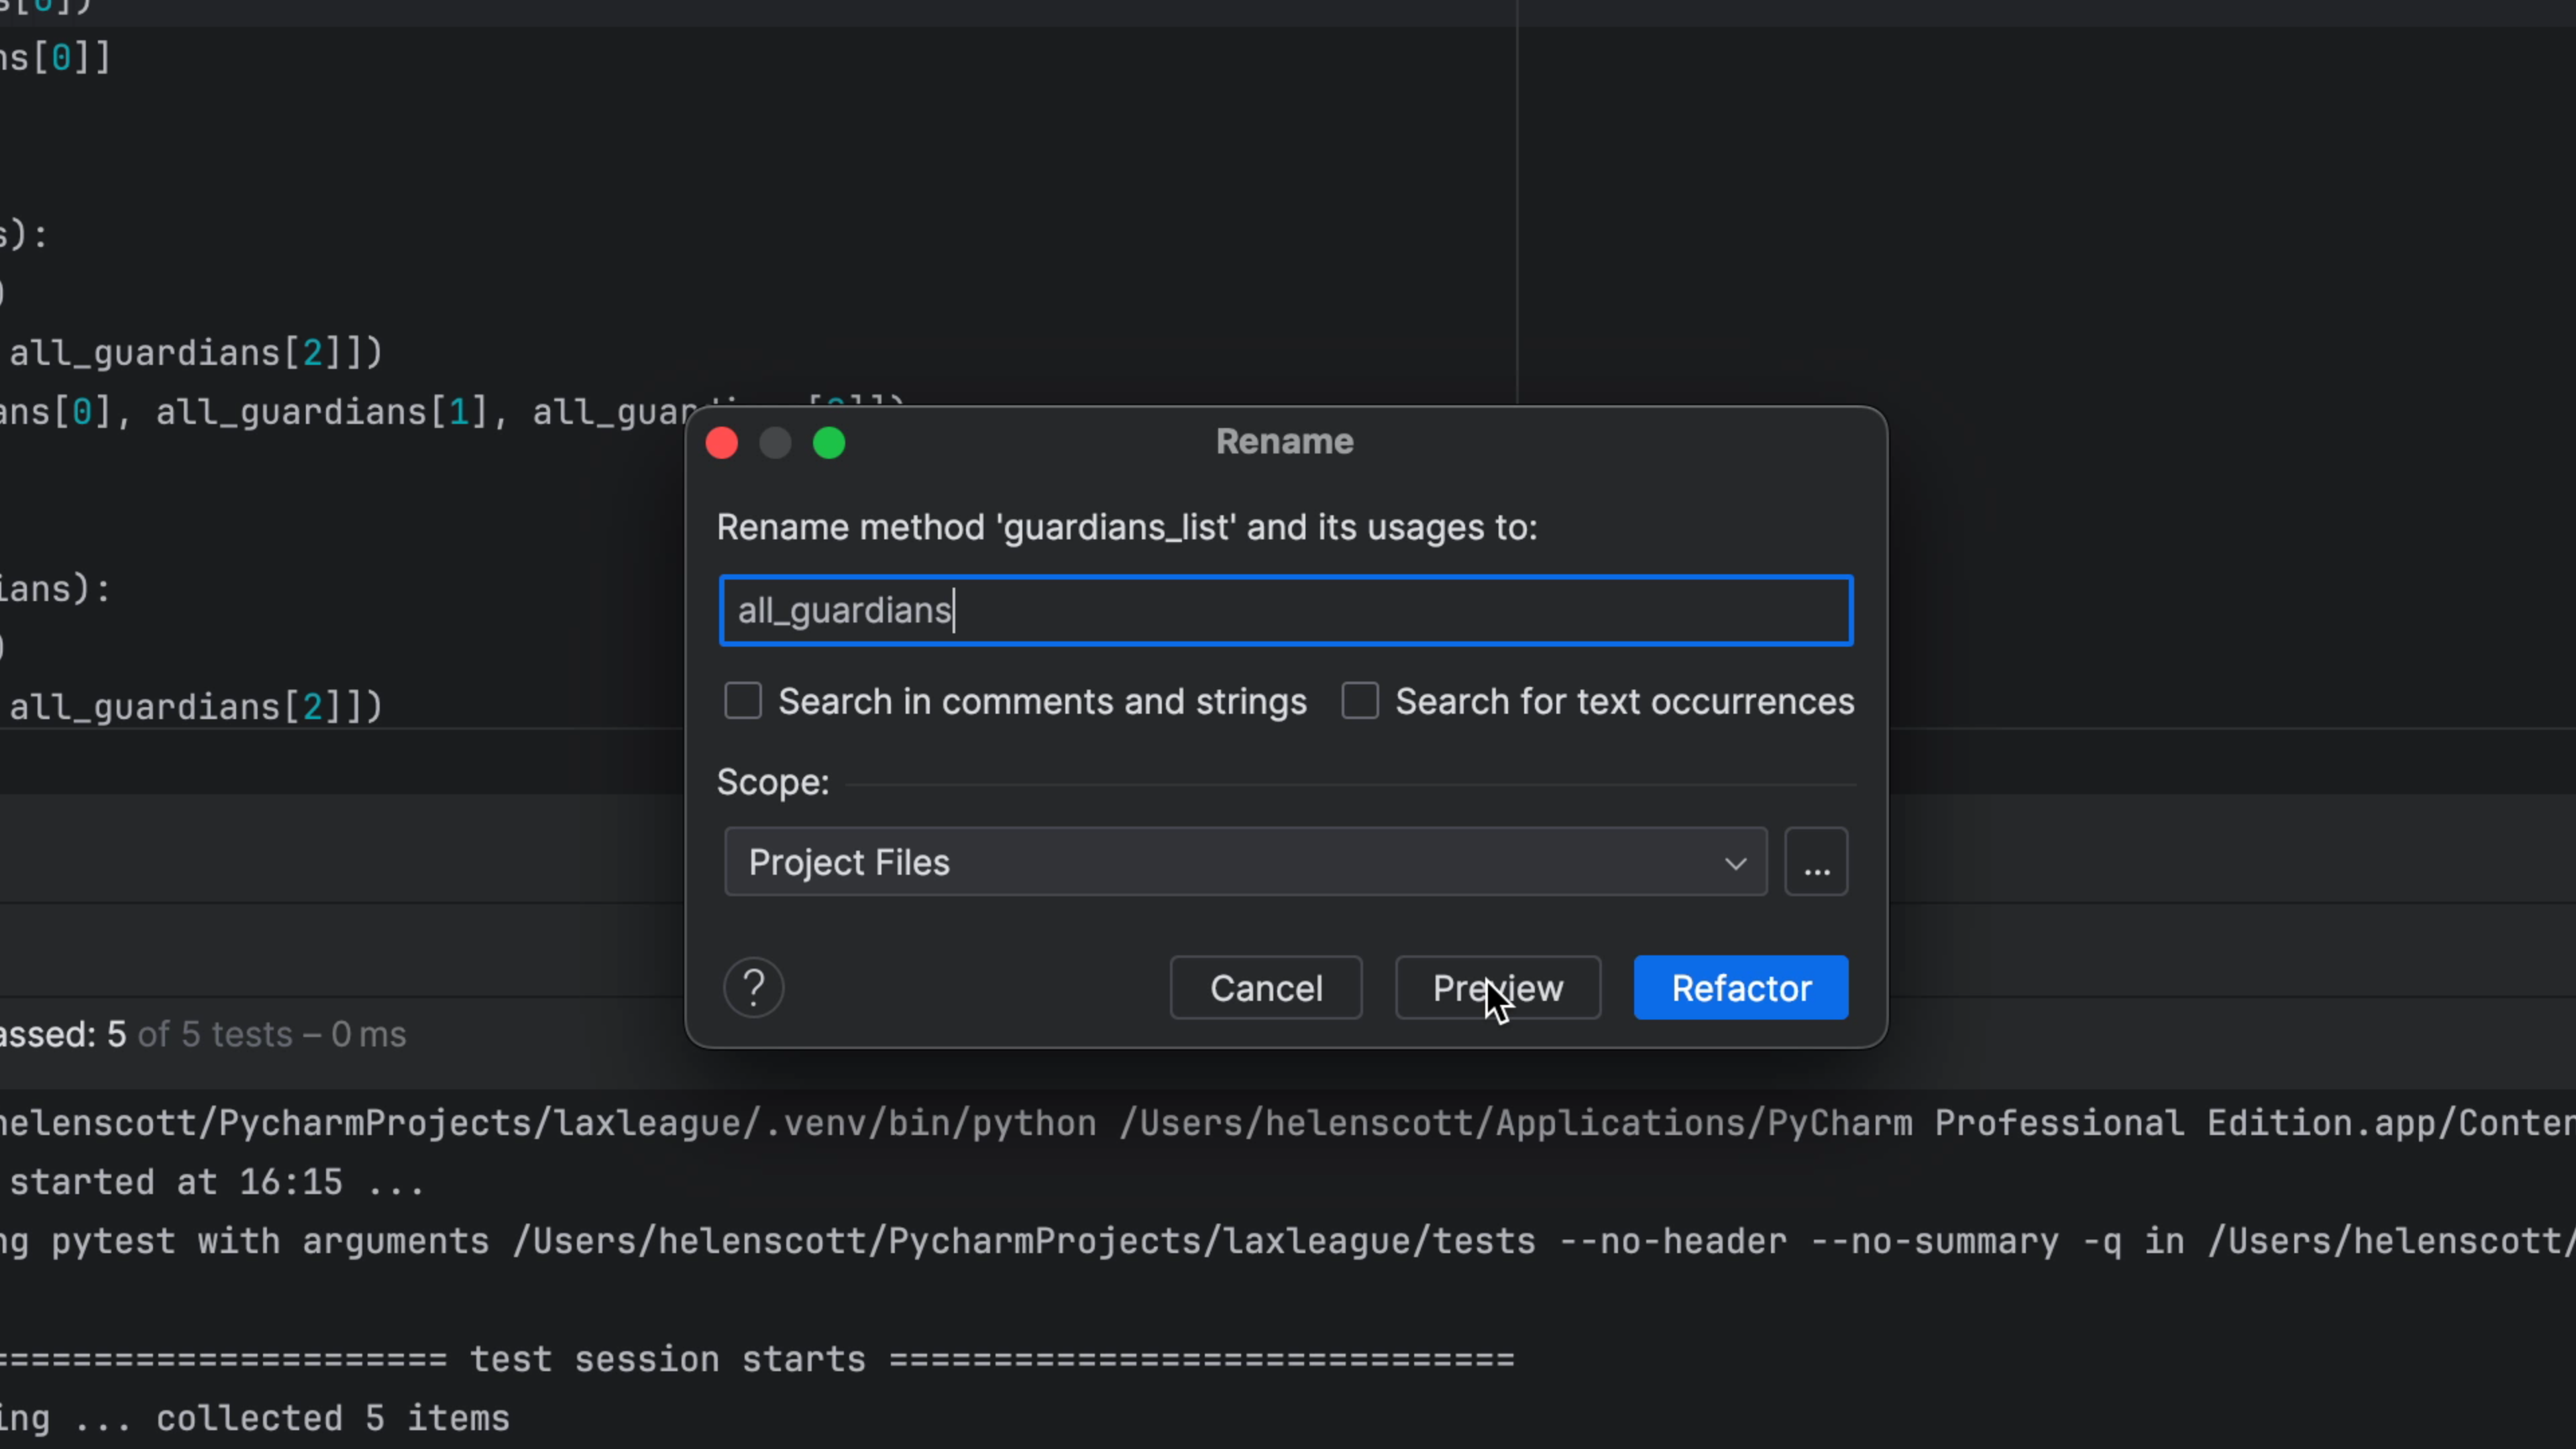 s[0])
ns[0]]
s):
)
all_guardians[2]])
ans[0], all_guardians[1], all_guar
Rename
Rename method 'guardians_list' and its usages to:
all_guardians
ians):
)
Search in comments and strings Search for text occurrences
all_guardians[2]])
Scope:
Project Files
...
? Cancel Preview Refactor
assed: 5 of 5 tests – 0 ms
helenscott/PycharmProjects/laxleague/.venv/bin/python /Users/helenscott/Applications/PyCharm Professional Edition.app/Conten
started at 16:15 ...
ng pytest with arguments /Users/helenscott/PycharmProjects/laxleague/tests --no-header --no-summary -q in /Users/helenscott/
====================== test session starts ==============================
ing ... collected 5 items